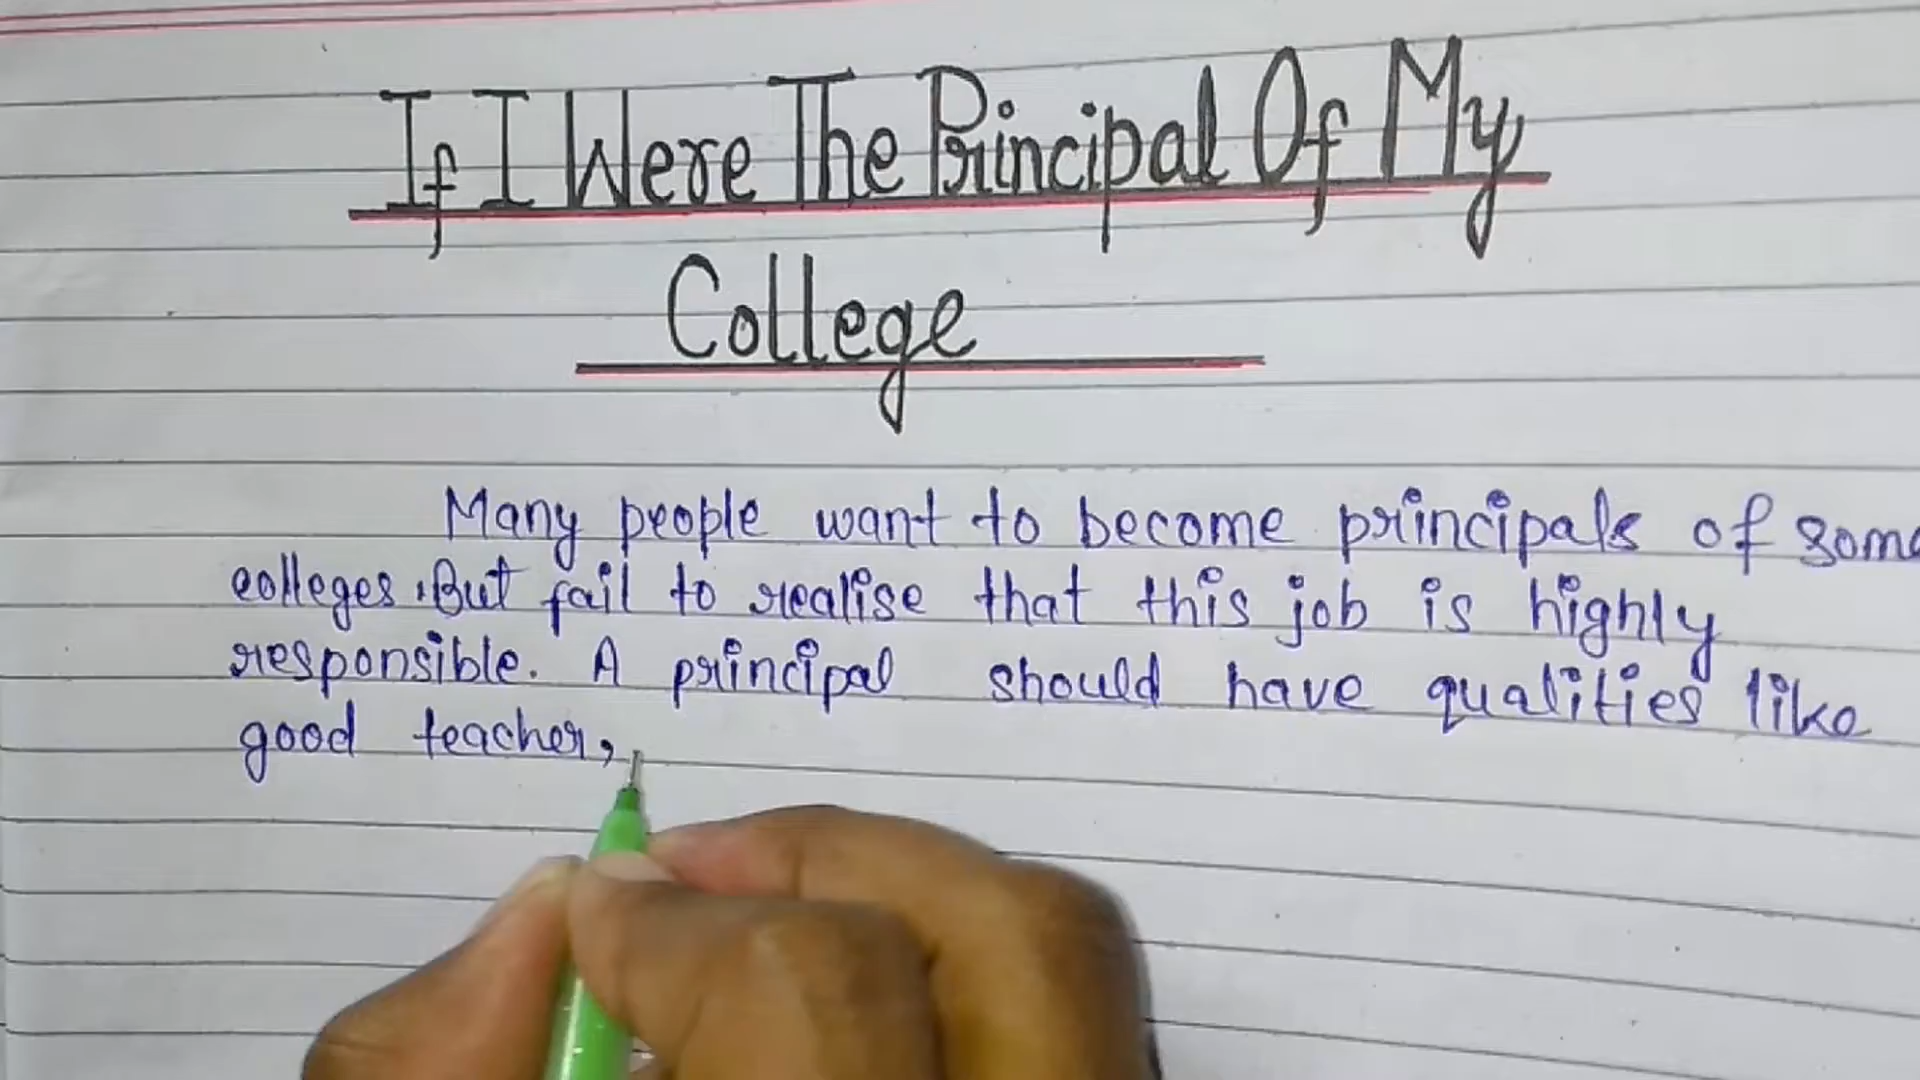 If I Were The Principal Of My
College
Many people want to become principals of some
colleges. But fail to realise that this job is highly
responsible. A principal should have qualities like
good teacher,